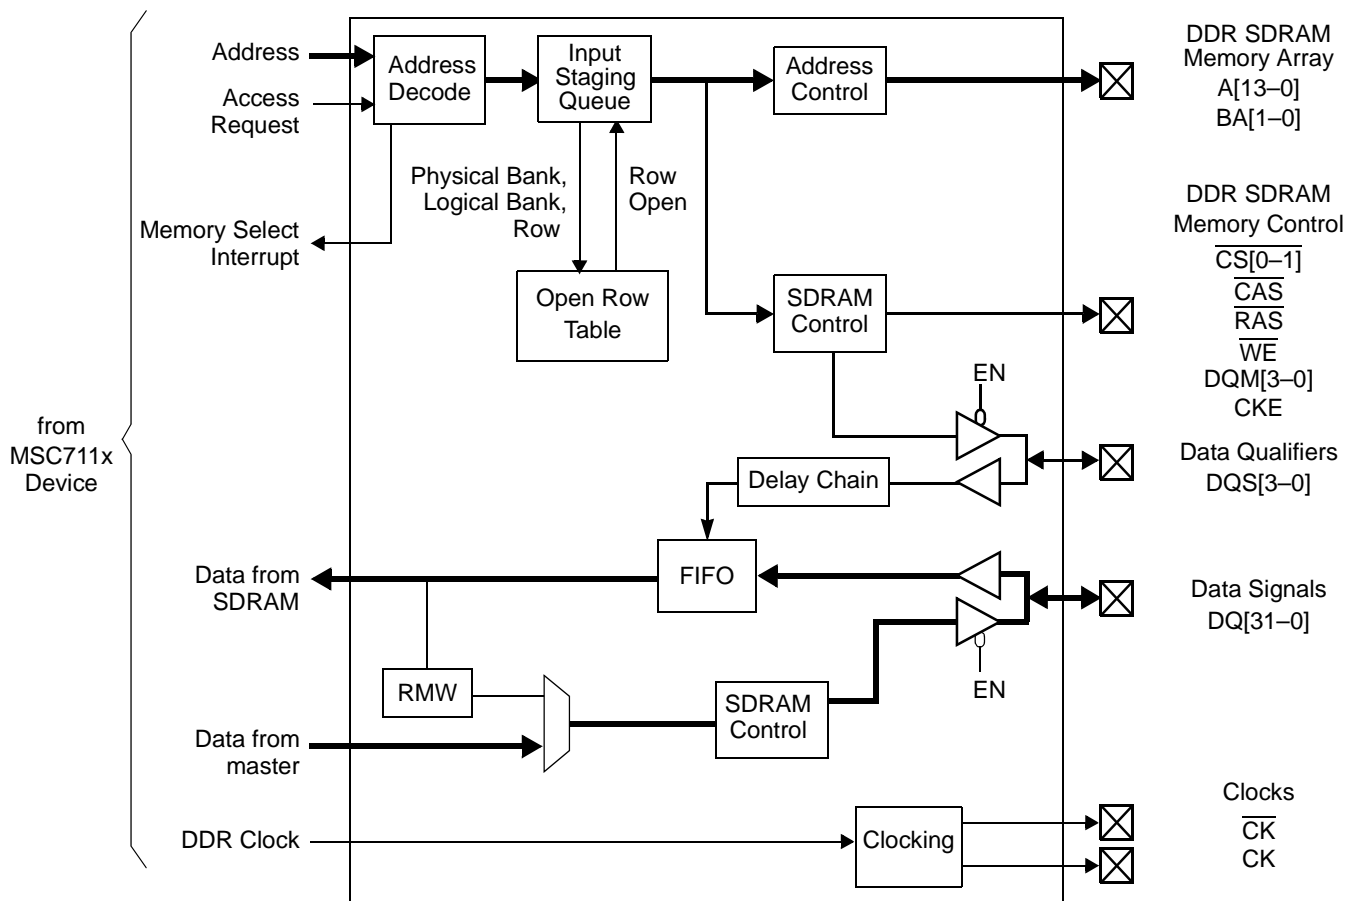 Address
Access
Request
Memory Select
Interrupt
from
MSC711x
Device
Data from
SDRAM
Data from
master
DDR Clock
Address
Decode
Input
Staging
Queue
Address
Control
Physical Bank,
Logical Bank,
Row
Row
Open
Open Row
Table
SDRAM
Control
EN
Delay Chain
FIFO
RMW
SDRAM
Control
EN
Clocking
DDR SDRAM
Memory Array
A[13–0]
BA[1–0]
DDR SDRAM
Memory Control
CS[0–1]
CAS
RAS
WE
DQM[3–0]
CKE
Data Qualifiers
DQS[3–0]
Data Signals
DQ[31–0]
Clocks
CK
CK